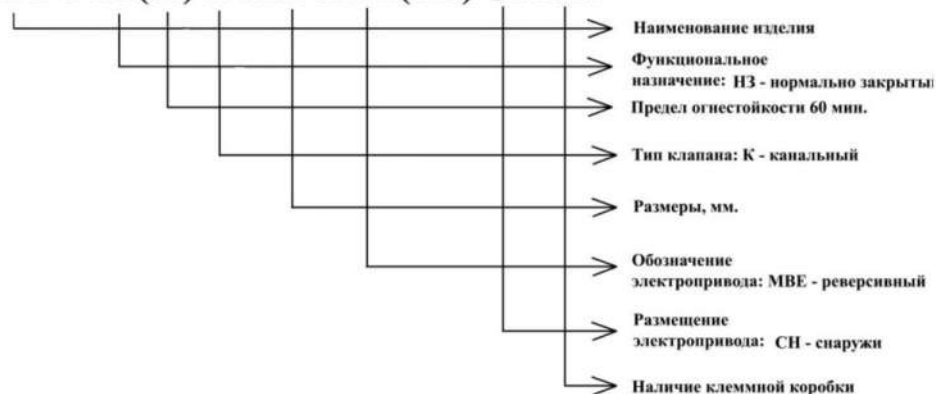 Наименование изделия
Функциональное
назначение: НЗ - нормально закрыты
Предел огнестойкости 60 мин.
Тип клапана: К - канальный
Размеры, мм.
Обозначение
электропривода: МВЕ - реверсивный
Размещение
электропривода: СН - снаружи
Наличие клеммной коробки